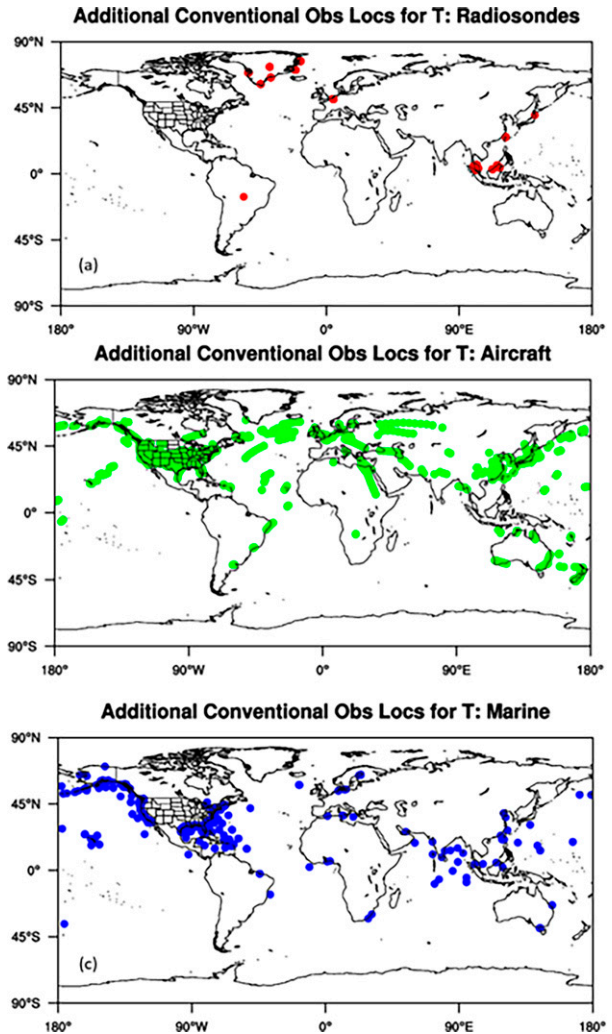 Additional Conventional Obs Locs for T: Radiosondes
90°N
45°N
0°
45°S
(a)
90°S
180° 90°W 0° 90°E 180°
Additional Conventional Obs Locs for T: Aircraft
90°N
45°N
0°
45°S
90°S
180° 90°W 0° 90°E 180°
Additional Conventional Obs Locs for T: Marine
90°N
45°N
0°
45°S
(c)
90°S
180° 90°W 0° 90°E 180°